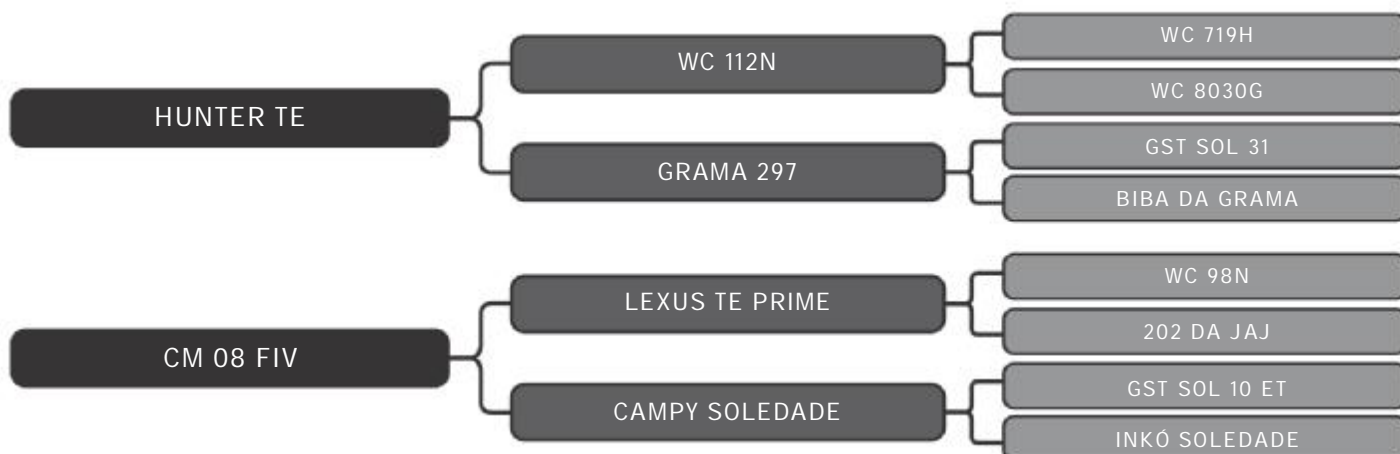 WC 719H
WC 112N
WC 8030G
HUNTER TE
GST SOL 31
GRAMA 297
BIBA DA GRAMA
WC 98N
LEXUS TE PRIME
202 DA JAJ
CM 08 FIV
GST SOL 10 ET
CAMPY SOLEDADE
INKÓ SOLEDADE